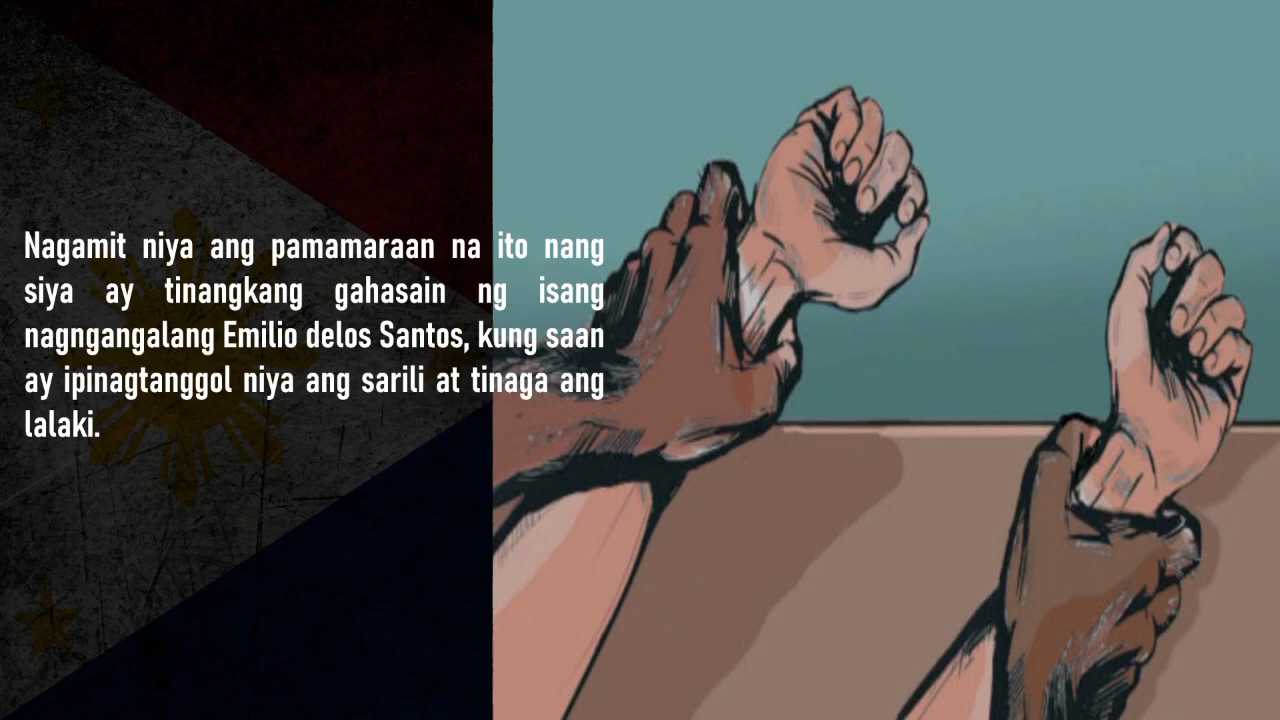 Nagamit niya ang pamamaraan na ito nang
siya ay tinangkang gahasain ng isang
nagngangalang Emilio delos Santos, kung saan
ay ipinagtanggol niya ang sarili at tinaga ang
lalaki.